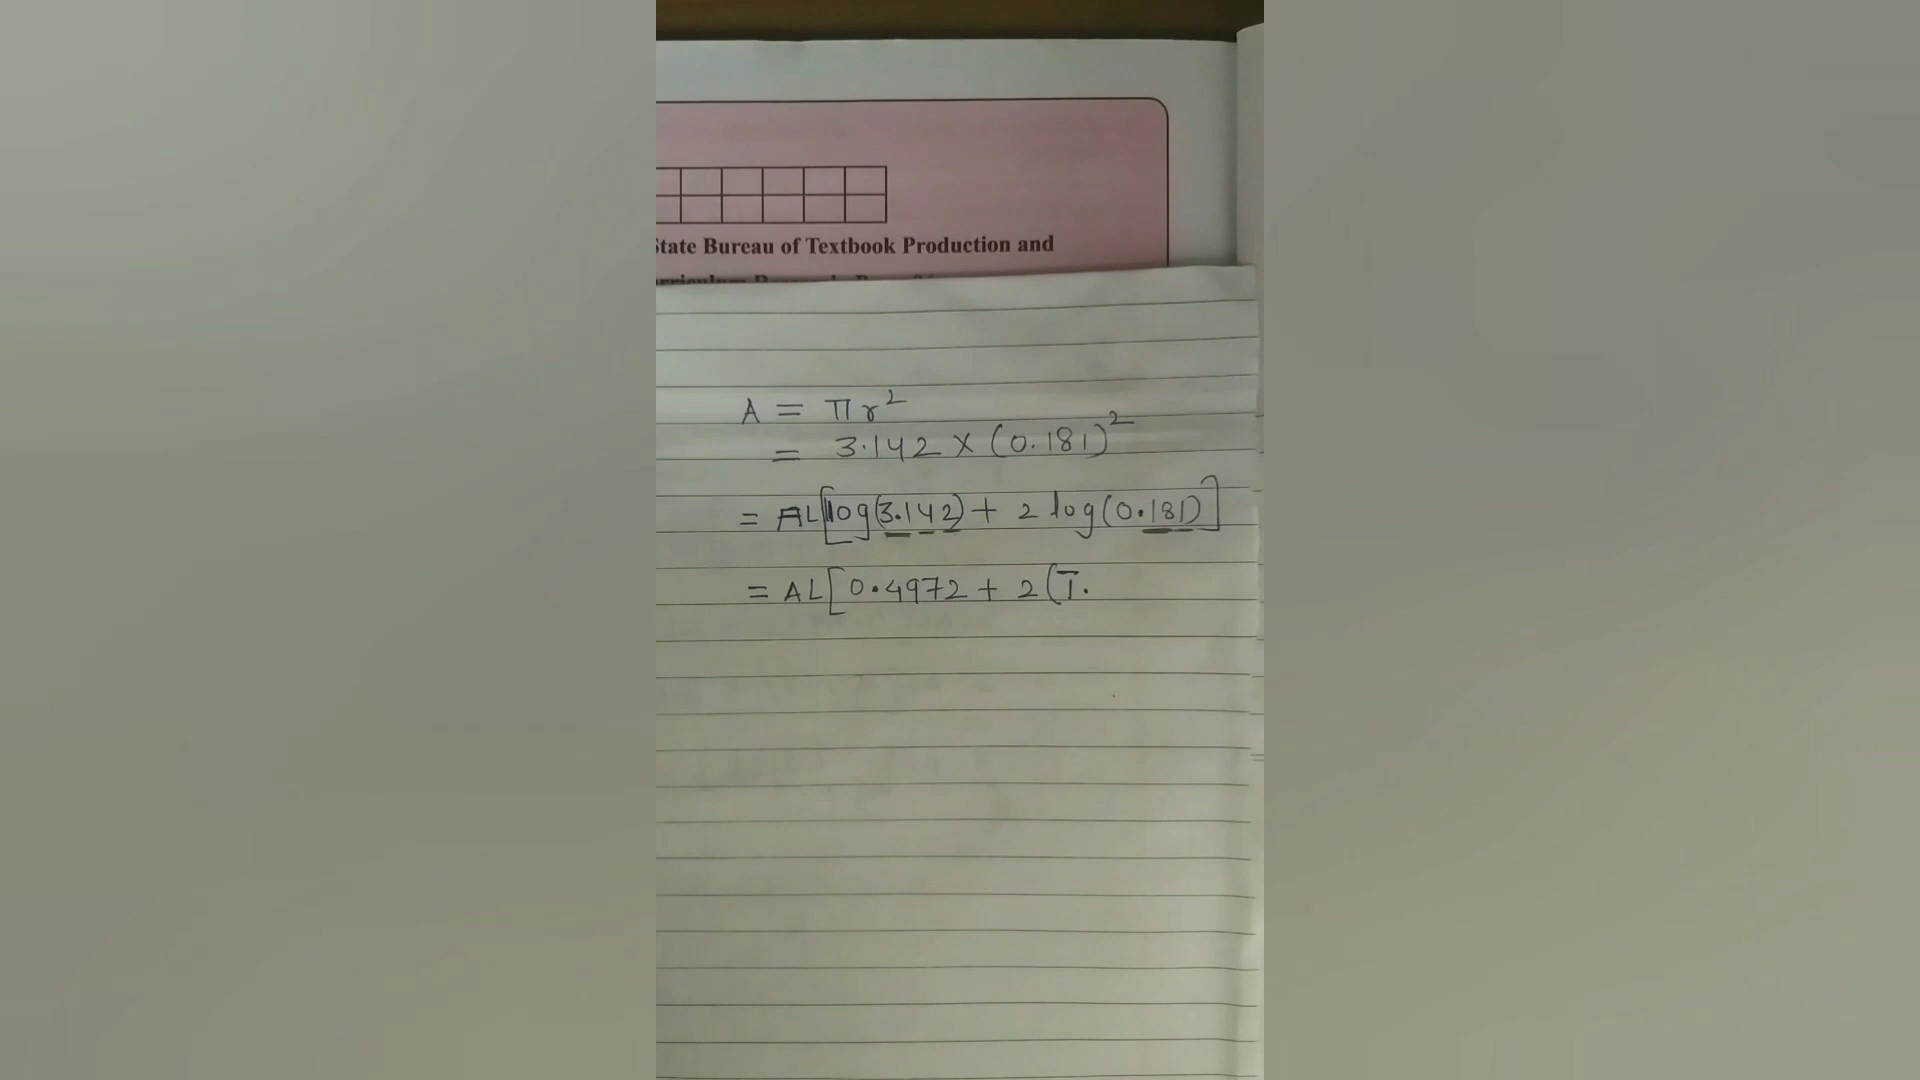 State Bureau of Textbook Production and
A = πr²
= 3.142 × (0.181)²
= AL[log(3.142) + 2 log(0.181)]
= AL[0.4972 + 2(1̅.